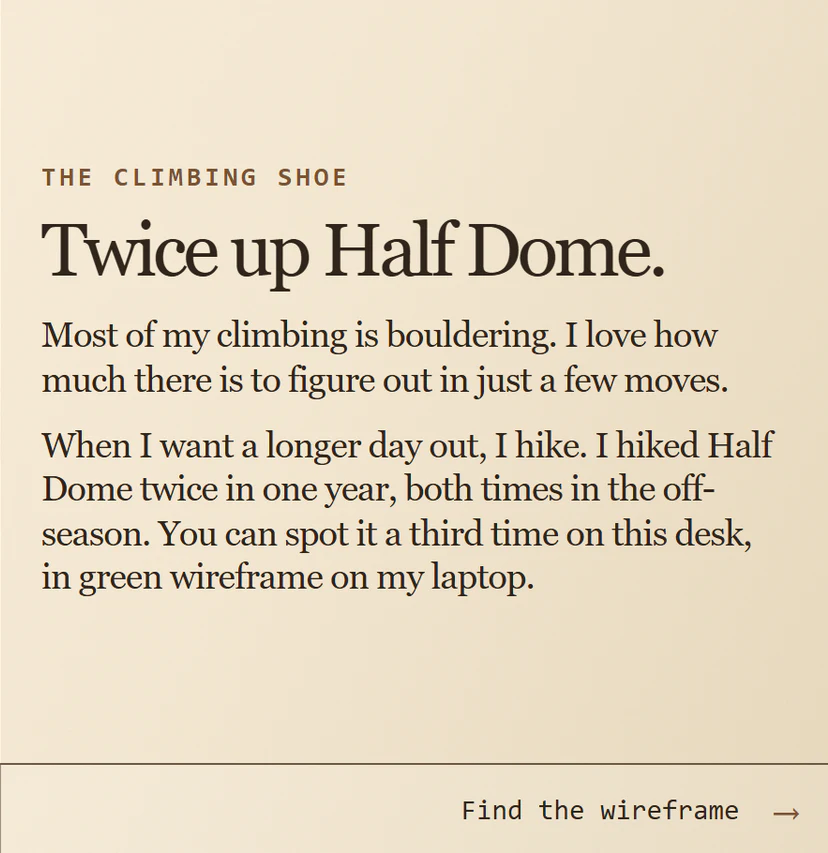 THE CLIMBING SHOE
Twice up Half Dome.
Most of my climbing is bouldering. I love how
much there is to figure out in just a few moves.
When I want a longer day out, I hike. I hiked Half
Dome twice in one year, both times in the off-
season. You can spot it a third time on this desk,
in green wireframe on my laptop.
Find the wireframe →